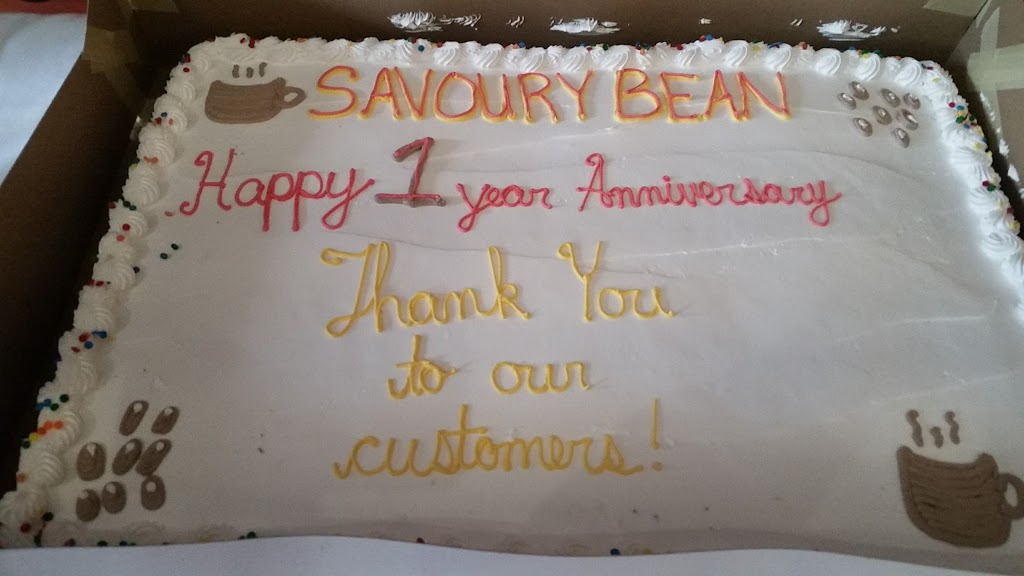 SAVOURY BEAN
Happy 1 year Anniversary
Thank You
to our
customers!